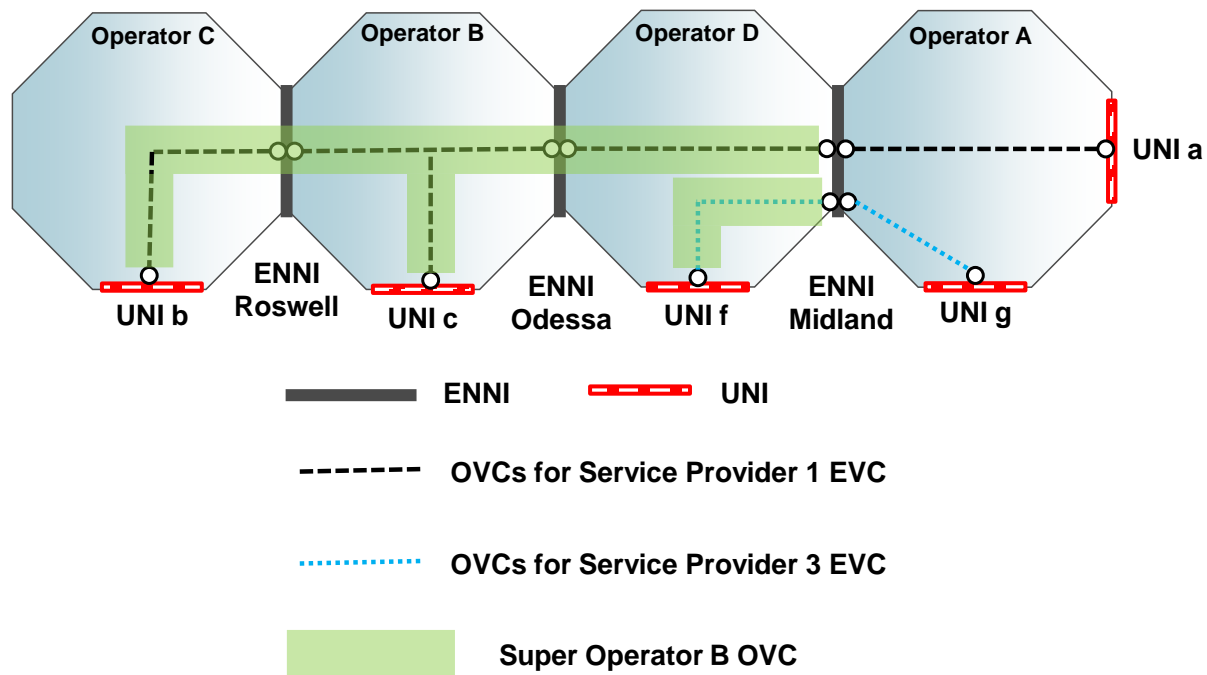 Operator C
Operator B
Operator D
Operator A
UNI a
ENNI
Roswell
ENNI
Odessa
ENNI
Midland
UNI b
UNI c
UNI f
UNI g
ENNI
UNI
OVCs for Service Provider 1 EVC
OVCs for Service Provider 3 EVC
Super Operator B OVC